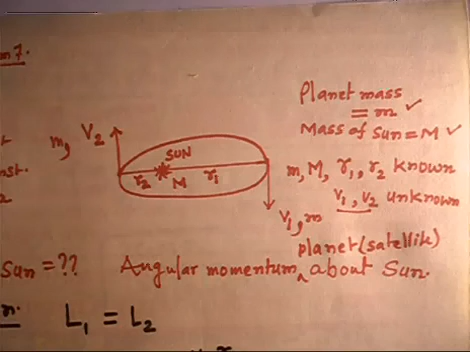 m7.
Planet mass
= m ✓
Mass of Sun = M ✓
m, V₂
SUN
r₂ M r₁
m, M, r₁, r₂ known
V₁, V₂ unknown
V₁, m
nst.
planet (satellite)
Sun = ?? Angular momentum ^ about Sun.
n. L₁ = L₂